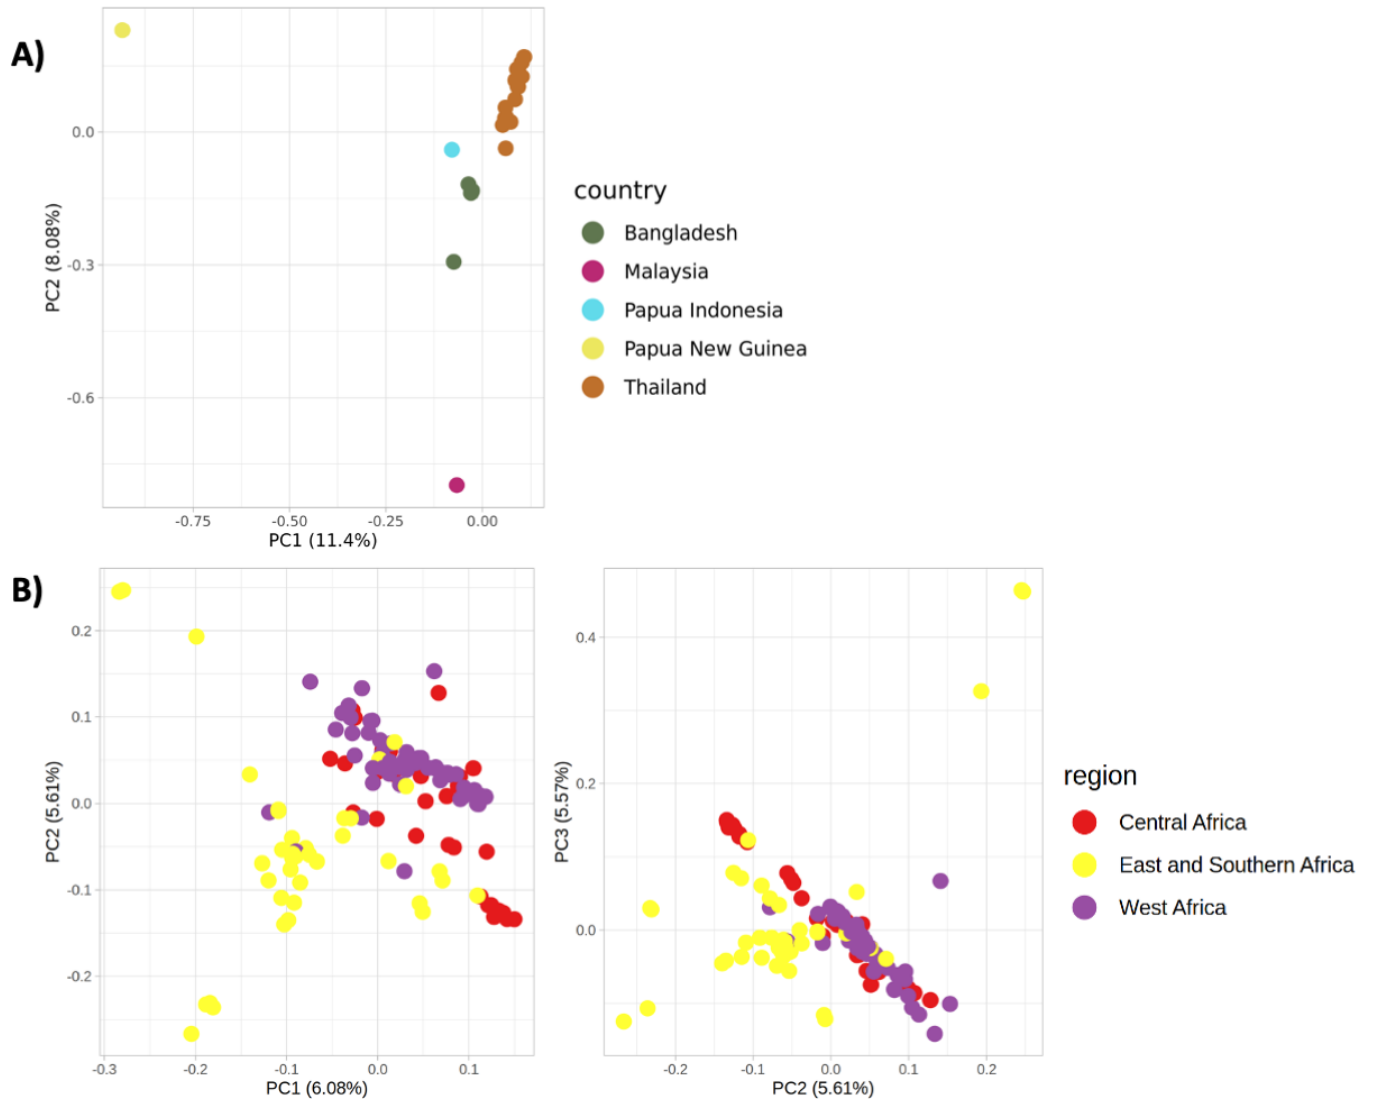 A)
0.0
-0.3
-0.6
PC2 (8.08%)
-0.75
-0.50
-0.25
0.00
PC1 (11.4%)
country
Bangladesh
Malaysia
Papua Indonesia
Papua New Guinea
Thailand
B)
0.2
0.1
0.0
-0.1
-0.2
PC2 (5.61%)
-0.3
-0.2
-0.1
0.0
0.1
PC1 (6.08%)
0.4
0.2
0.0
PC3 (5.57%)
-0.2
-0.1
0.0
0.1
0.2
PC2 (5.61%)
region
Central Africa
East and Southern Africa
West Africa